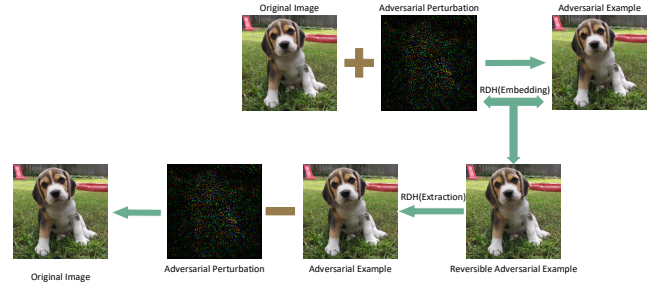 Original Image
Adversarial Perturbation
Adversarial Example
RDH(Embedding)
RDH(Extraction)
Original Image
Adversarial Perturbation
Adversarial Example
Reversible Adversarial Example